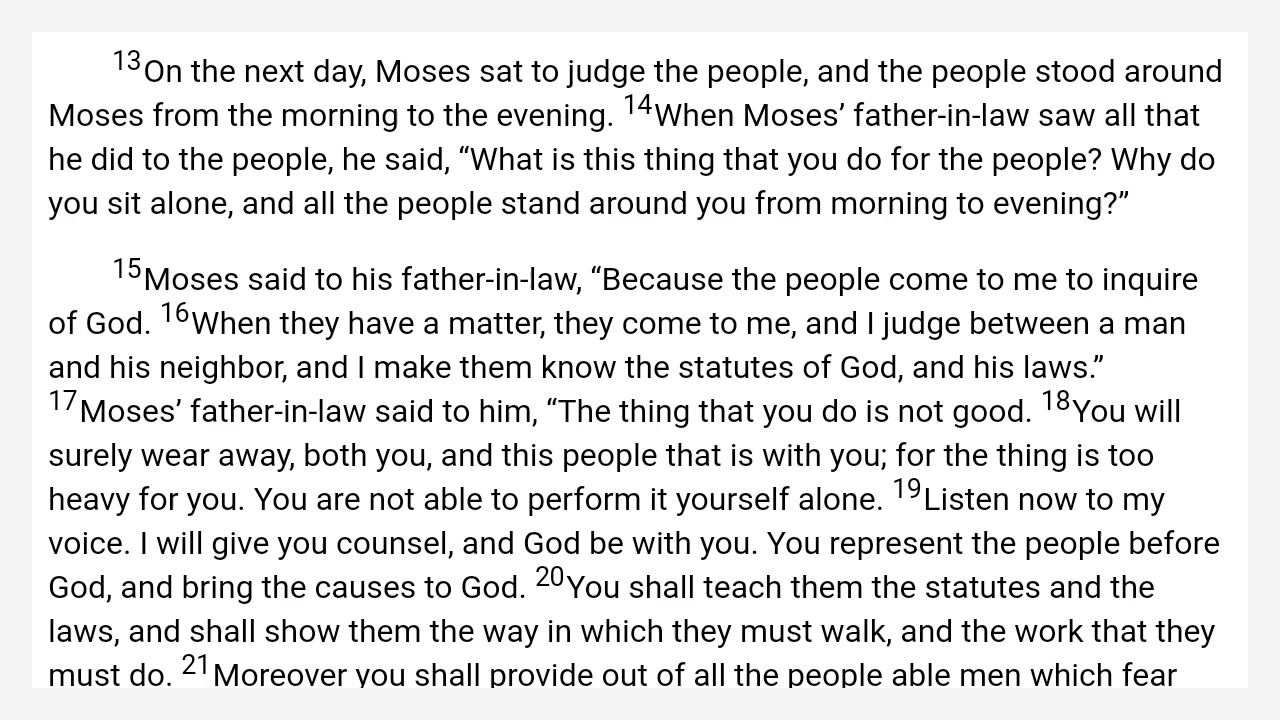 13On the next day, Moses sat to judge the people, and the people stood around
Moses from the morning to the evening. 14When Moses’ father-in-law saw all that
he did to the people, he said, “What is this thing that you do for the people? Why do
you sit alone, and all the people stand around you from morning to evening?”
15Moses said to his father-in-law, “Because the people come to me to inquire
of God. 16When they have a matter, they come to me, and I judge between a man
and his neighbor, and I make them know the statutes of God, and his laws.”
17Moses’ father-in-law said to him, “The thing that you do is not good. 18You will
surely wear away, both you, and this people that is with you; for the thing is too
heavy for you. You are not able to perform it yourself alone. 19Listen now to my
voice. I will give you counsel, and God be with you. You represent the people before
God, and bring the causes to God. 20You shall teach them the statutes and the
laws, and shall show them the way in which they must walk, and the work that they
must do. 21Moreover you shall provide out of all the people able men which fear